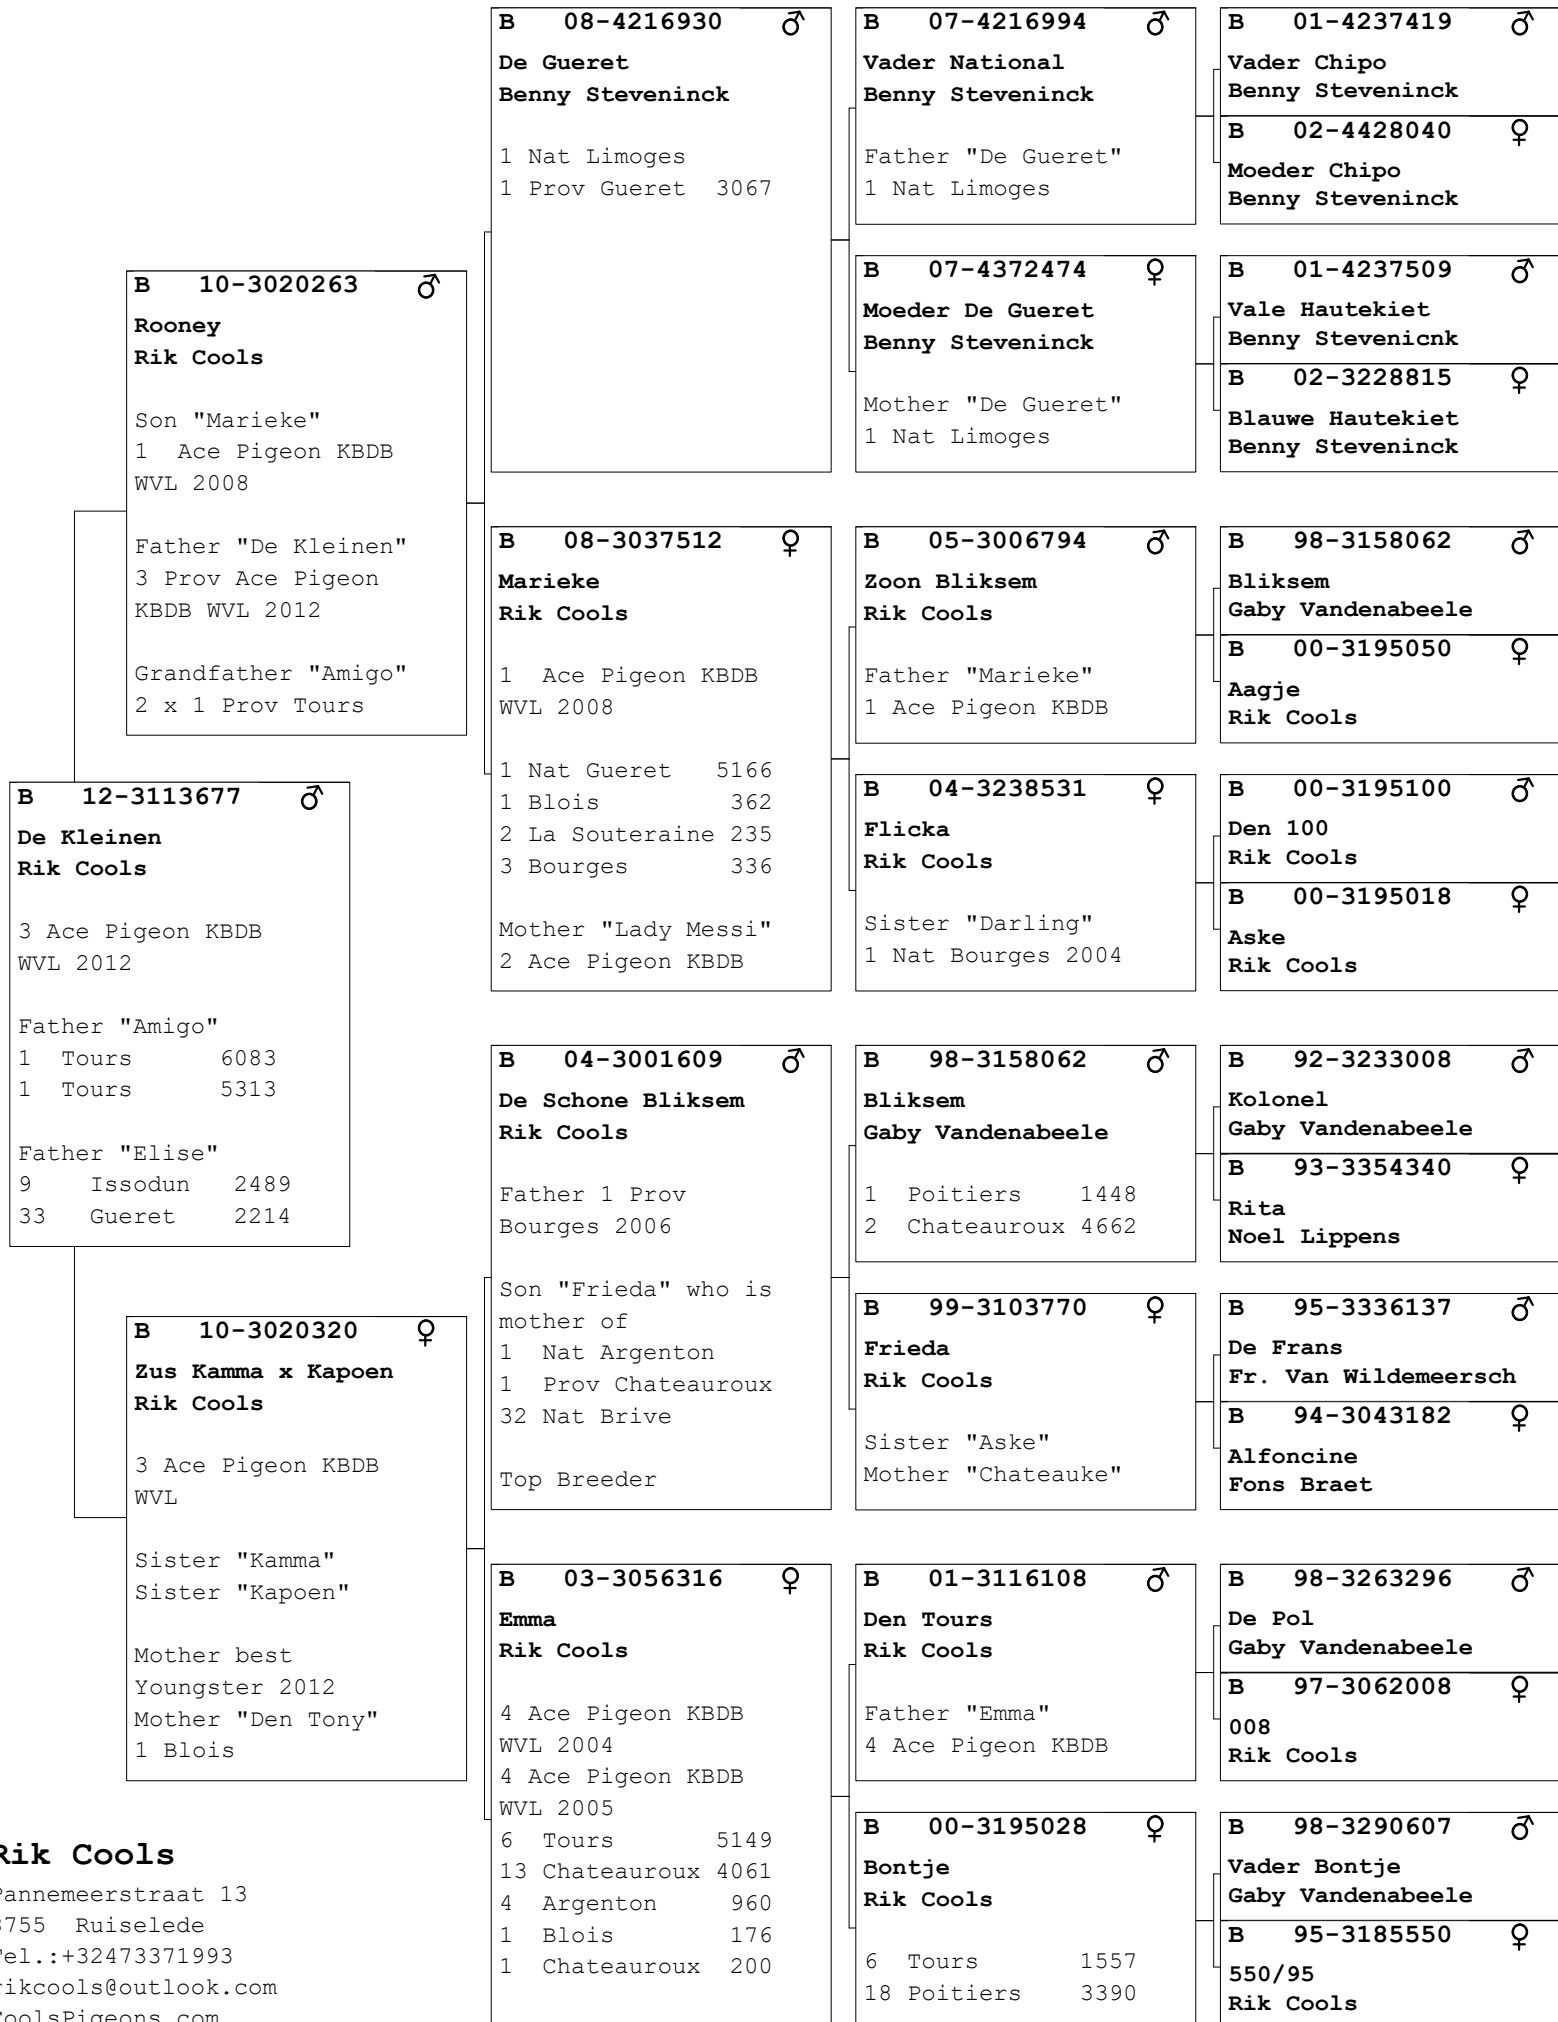 B 12-3113677 ♂
De Kleinen
Rik Cools
3 Ace Pigeon KBDB
WVL 2012
Father "Amigo"
1 Tours 6083
1 Tours 5313
Father "Elise"
9 Issodun 2489
33 Gueret 2214
B 10-3020263 ♂
Rooney
Rik Cools
Son "Marieke"
1 Ace Pigeon KBDB
WVL 2008
Father "De Kleinen"
3 Prov Ace Pigeon
KBDB WVL 2012
Grandfather "Amigo"
2 x 1 Prov Tours
B 10-3020320 ♀
Zus Kamma x Kapoen
Rik Cools
3 Ace Pigeon KBDB
WVL
Sister "Kamma"
Sister "Kapoen"
Mother best
Youngster 2012
Mother "Den Tony"
1 Blois
B 08-4216930 ♂
De Gueret
Benny Steveninck
1 Nat Limoges
1 Prov Gueret 3067
B 08-3037512 ♀
Marieke
Rik Cools
1 Ace Pigeon KBDB
WVL 2008
1 Nat Gueret 5166
1 Blois 362
2 La Souteraine 235
3 Bourges 336
Mother "Lady Messi"
2 Ace Pigeon KBDB
B 04-3001609 ♂
De Schone Bliksem
Rik Cools
Father 1 Prov
Bourges 2006
Son "Frieda" who is
mother of
1 Nat Argenton
1 Prov Chateauroux
32 Nat Brive
Top Breeder
B 03-3056316 ♀
Emma
Rik Cools
4 Ace Pigeon KBDB
WVL 2004
4 Ace Pigeon KBDB
WVL 2005
6 Tours 5149
13 Chateauroux 4061
4 Argenton 960
1 Blois 176
1 Chateauroux 200
B 07-4216994 ♂
Vader National
Benny Steveninck
Father "De Gueret"
1 Nat Limoges
B 07-4372474 ♀
Moeder De Gueret
Benny Steveninck
Mother "De Gueret"
1 Nat Limoges
B 05-3006794 ♂
Zoon Bliksem
Rik Cools
Father "Marieke"
1 Ace Pigeon KBDB
B 04-3238531 ♀
Flicka
Rik Cools
Sister "Darling"
1 Nat Bourges 2004
B 98-3158062 ♂
Bliksem
Gaby Vandenabeele
1 Poitiers 1448
2 Chateauroux 4662
B 99-3103770 ♀
Frieda
Rik Cools
Sister "Aske"
Mother "Chateauke"
B 01-3116108 ♂
Den Tours
Rik Cools
Father "Emma"
4 Ace Pigeon KBDB
B 00-3195028 ♀
Bontje
Rik Cools
6 Tours 1557
18 Poitiers 3390
B 01-4237419 ♂
Vader Chipo
Benny Steveninck
B 02-4428040 ♀
Moeder Chipo
Benny Steveninck
B 01-4237509 ♂
Vale Hautekiet
Benny Stevenicnk
B 02-3228815 ♀
Blauwe Hautekiet
Benny Steveninck
B 98-3158062 ♂
Bliksem
Gaby Vandenabeele
B 00-3195050 ♀
Aagje
Rik Cools
B 00-3195100 ♂
Den 100
Rik Cools
B 00-3195018 ♀
Aske
Rik Cools
B 92-3233008 ♂
Kolonel
Gaby Vandenabeele
B 93-3354340 ♀
Rita
Noel Lippens
B 95-3336137 ♂
De Frans
Fr. Van Wildemeersch
B 94-3043182 ♀
Alfoncine
Fons Braet
B 98-3263296 ♂
De Pol
Gaby Vandenabeele
B 97-3062008 ♀
008
Rik Cools
B 98-3290607 ♂
Vader Bontje
Gaby Vandenabeele
B 95-3185550 ♀
550/95
Rik Cools
Rik Cools
Pannemeerstraat 13
8755 Ruiselede
Tel.:+32473371993
rikcools@outlook.com
CoolsPigeons.com